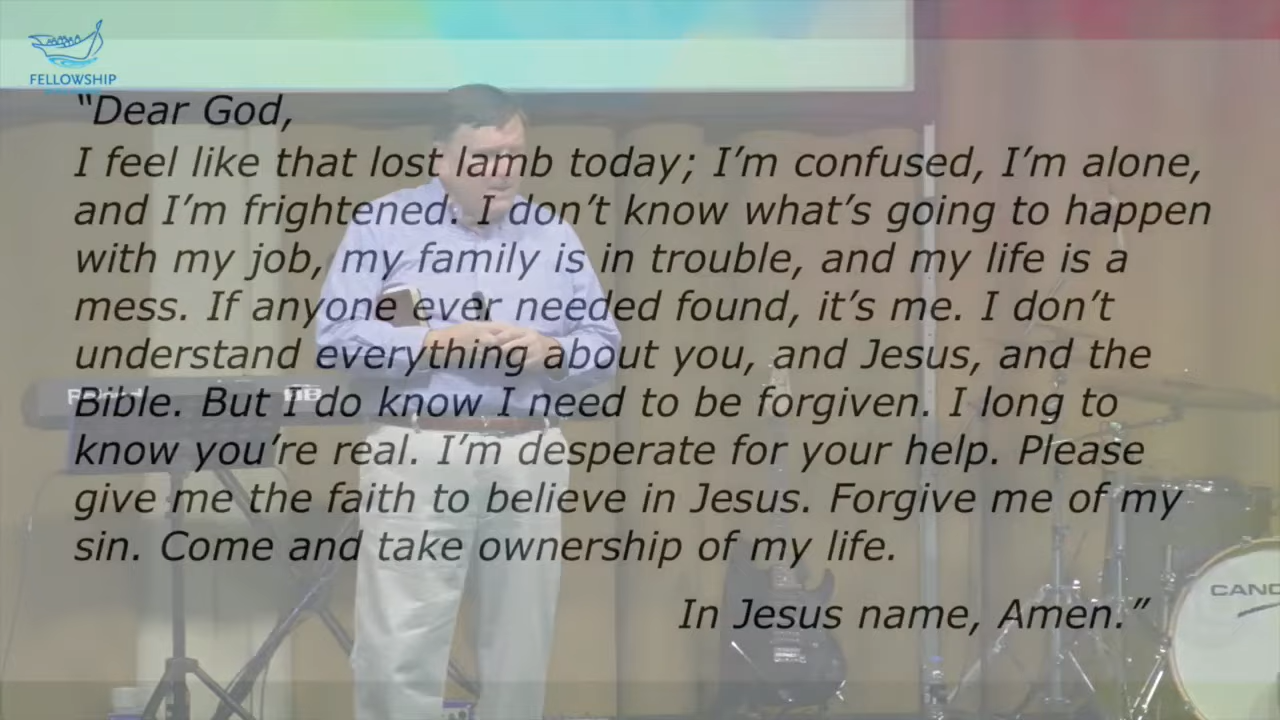 FELLOWSHIP
“Dear God,
I feel like that lost lamb today; I’m confused, I’m alone,
and I’m frightened. I don’t know what’s going to happen
with my job, my family is in trouble, and my life is a
mess. If anyone ever needed found, it’s me. I don’t
understand everything about you, and Jesus, and the
Bible. But I do know I need to be forgiven. I long to
know you’re real. I’m desperate for your help. Please
give me the faith to believe in Jesus. Forgive me of my
sin. Come and take ownership of my life.
CANO
In Jesus name, Amen.”